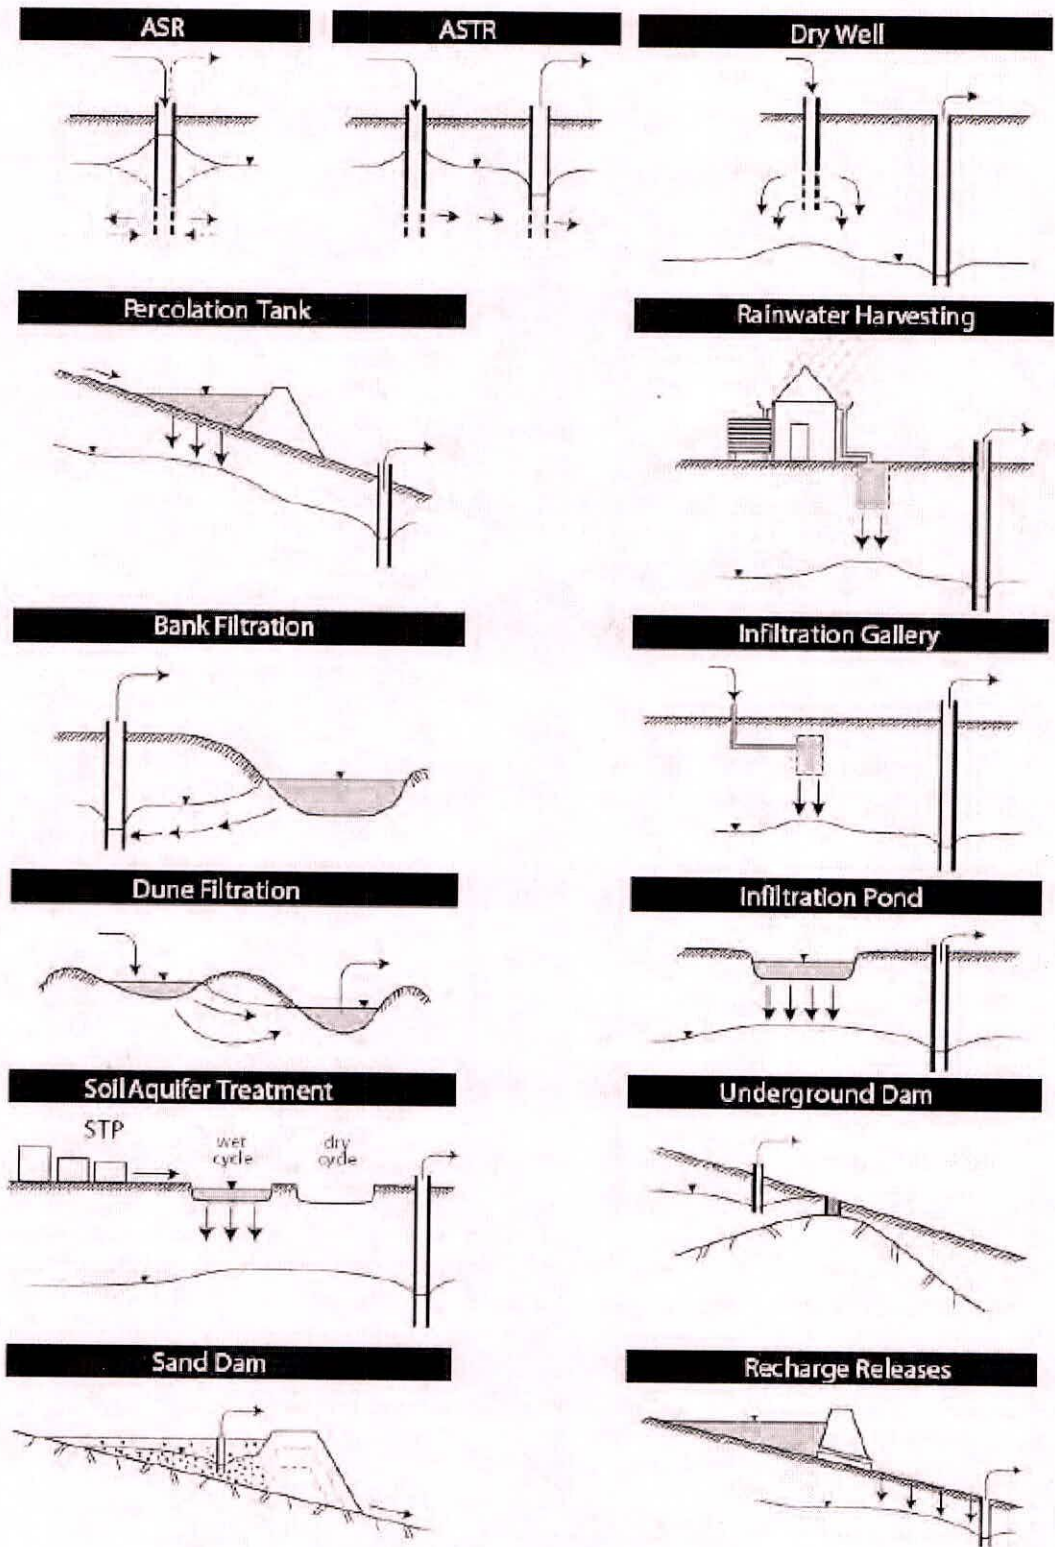 ASR
ASTR
Dry Well
Percolation Tank
Rainwater Harvesting
Bank Filtration
Infiltration Gallery
Dune Filtration
Infiltration Pond
Soil Aquifer Treatment
Underground Dam
STP
wet
cycle
dry
cycle
Sand Dam
Recharge Releases